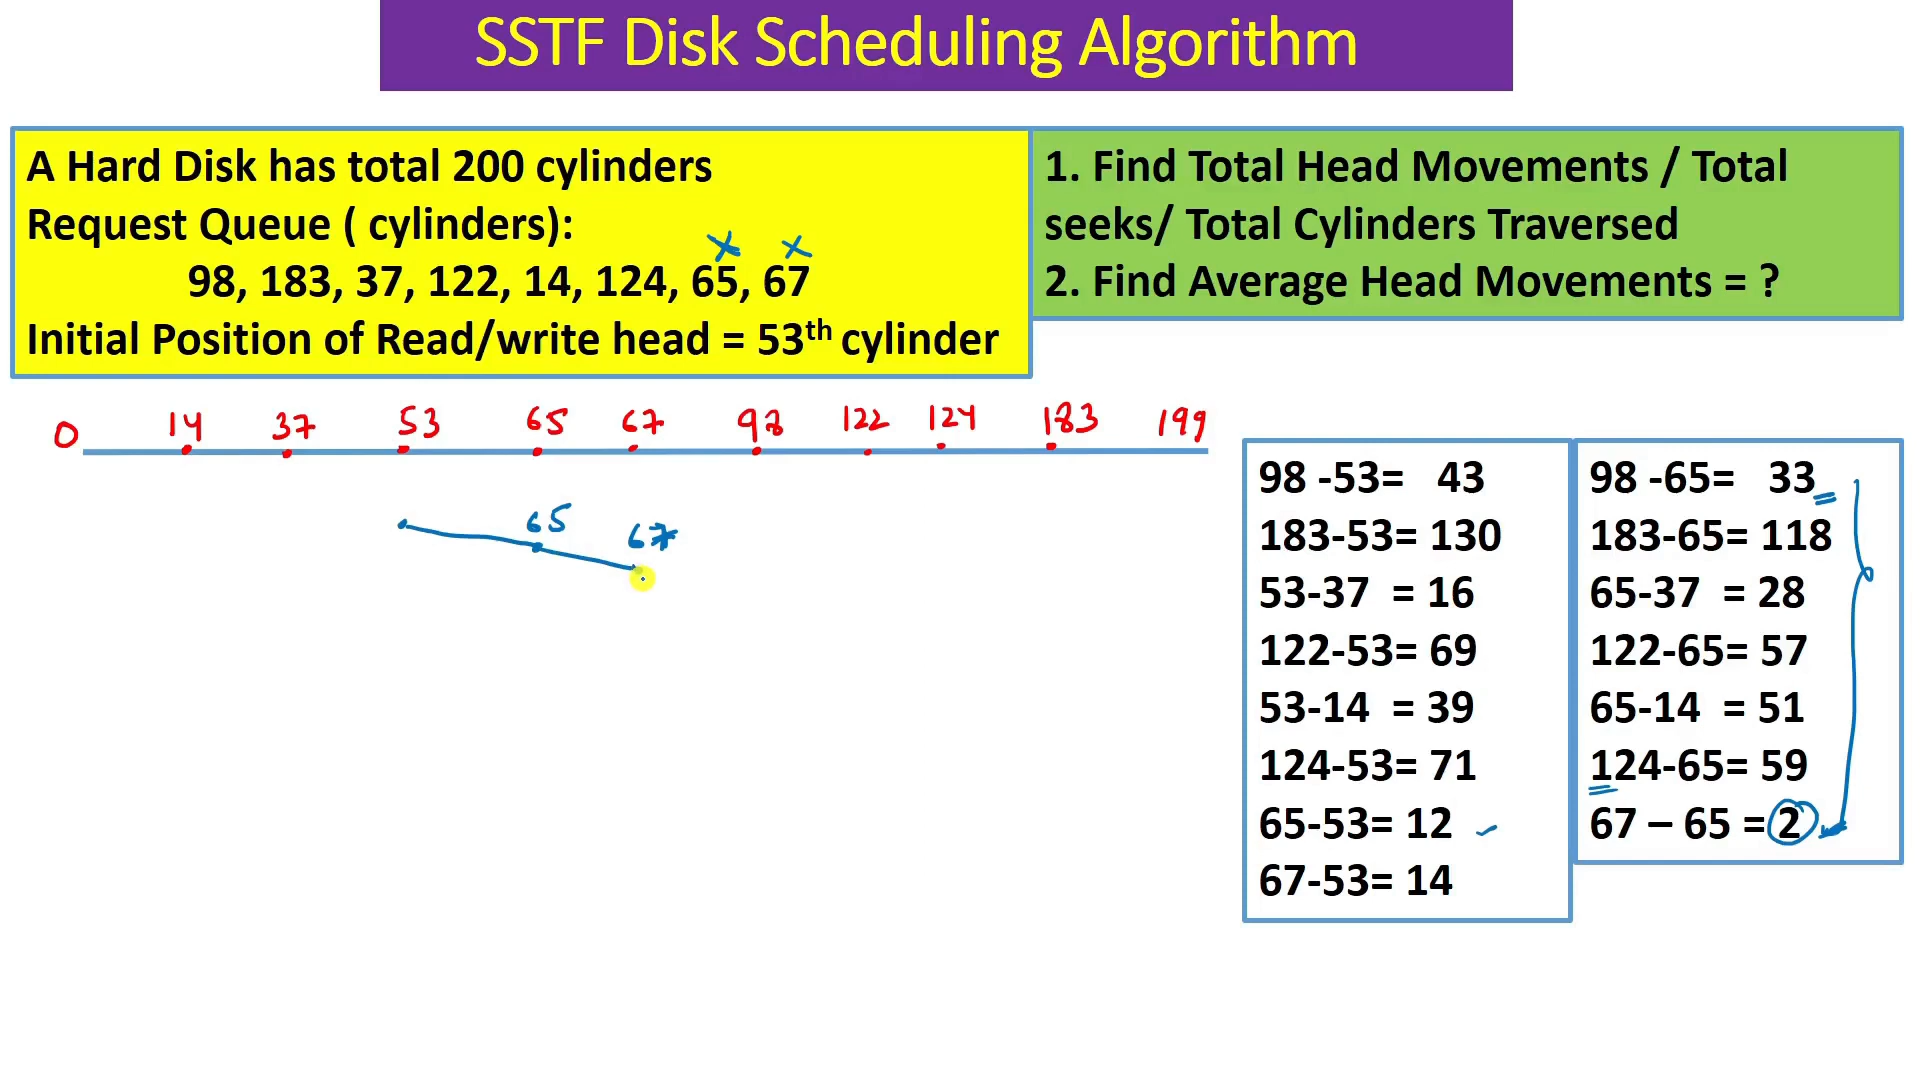 SSTF Disk Scheduling Algorithm
A Hard Disk has total 200 cylinders
Request Queue ( cylinders):
98, 183, 37, 122, 14, 124, 65, 67
Initial Position of Read/write head = 53th cylinder
1. Find Total Head Movements / Total
seeks/ Total Cylinders Traversed
2. Find Average Head Movements = ?
0 14 37 53 65 67 98 122 124 183 199
65 67
98 -53= 43
183-53= 130
53-37 = 16
122-53= 69
53-14 = 39
124-53= 71
65-53= 12
67-53= 14
98 -65= 33
183-65= 118
65-37 = 28
122-65= 57
65-14 = 51
124-65= 59
67 – 65 = 2